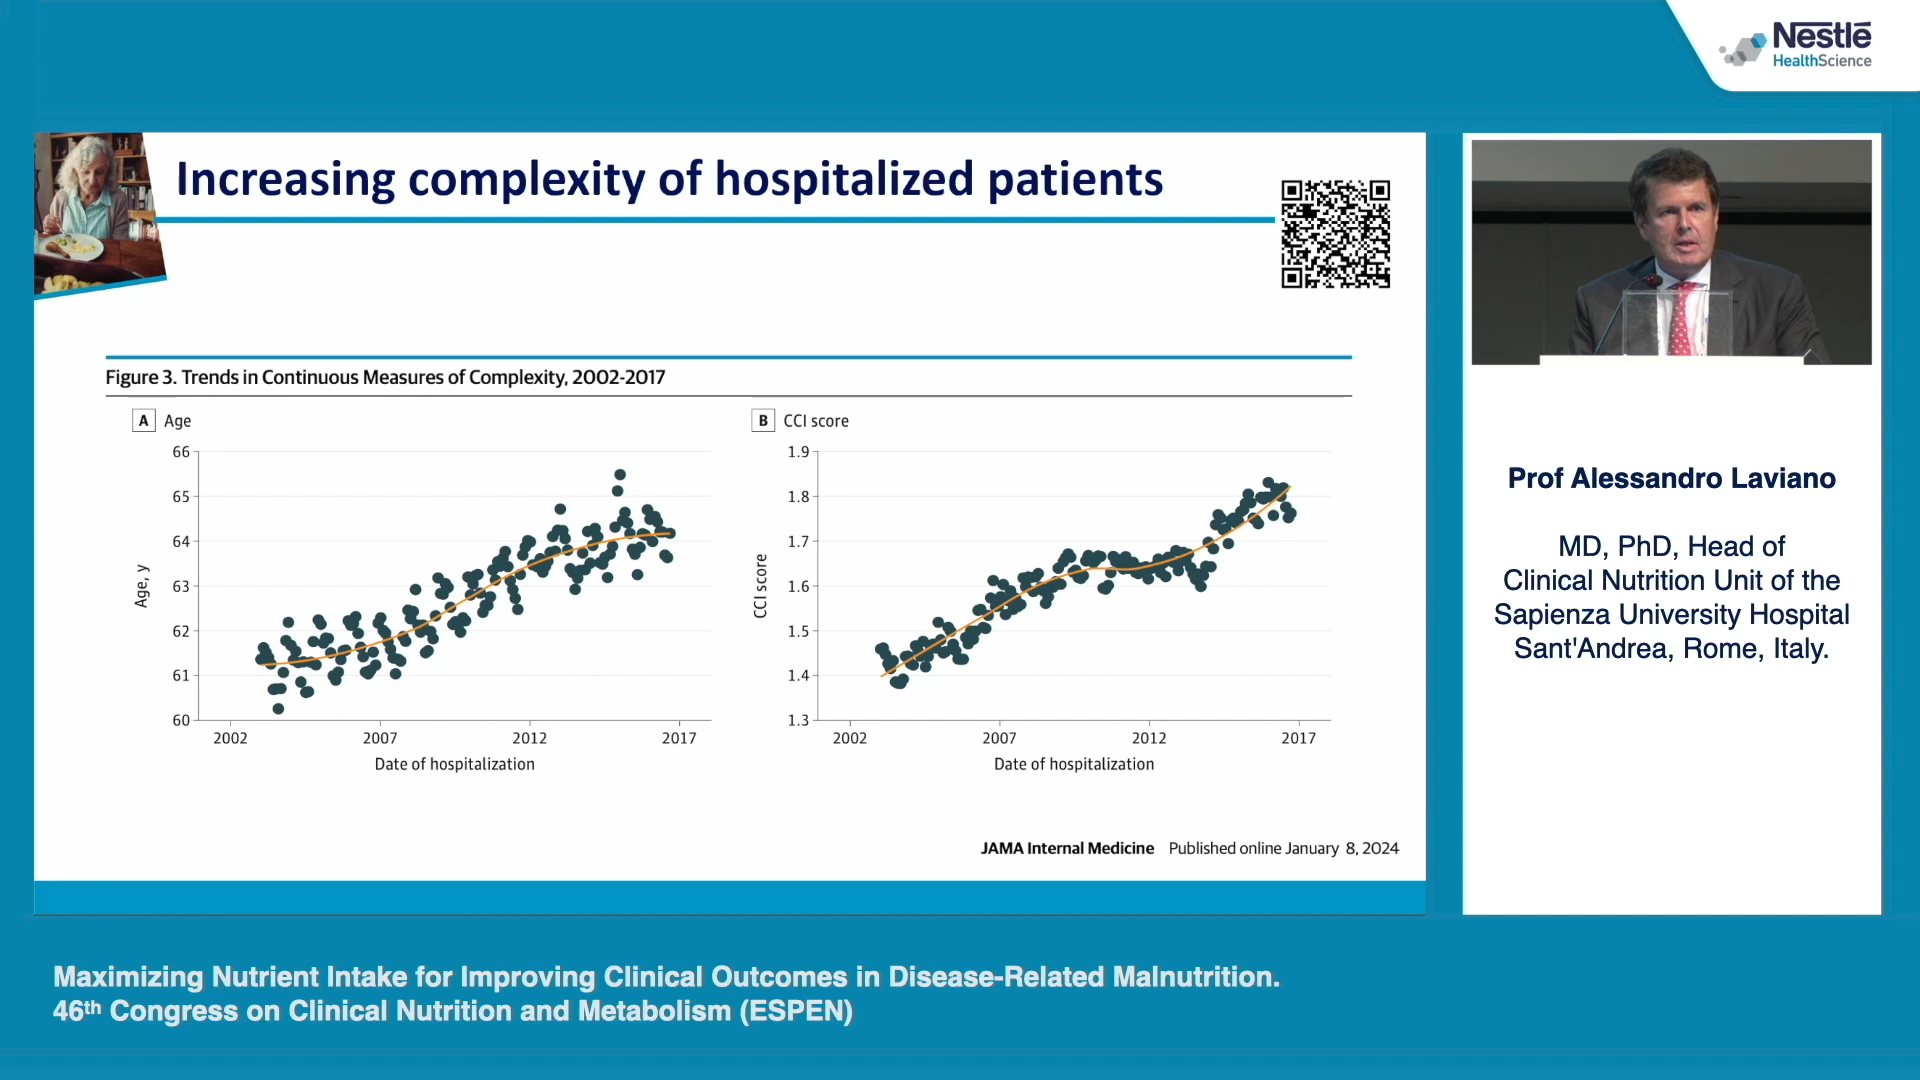 Nestlé
HealthScience
Increasing complexity of hospitalized patients
Figure 3. Trends in Continuous Measures of Complexity, 2002-2017
A Age
66
65
64
63
62
61
60
Age, y
2002 2007 2012 2017
Date of hospitalization
B CCI score
1.9
1.8
1.7
1.6
1.5
1.4
1.3
CCI score
2002 2007 2012 2017
Date of hospitalization
JAMA Internal Medicine Published online January 8, 2024
Prof Alessandro Laviano
MD, PhD, Head of
Clinical Nutrition Unit of the
Sapienza University Hospital
Sant'Andrea, Rome, Italy.
Maximizing Nutrient Intake for Improving Clinical Outcomes in Disease-Related Malnutrition.
46th Congress on Clinical Nutrition and Metabolism (ESPEN)